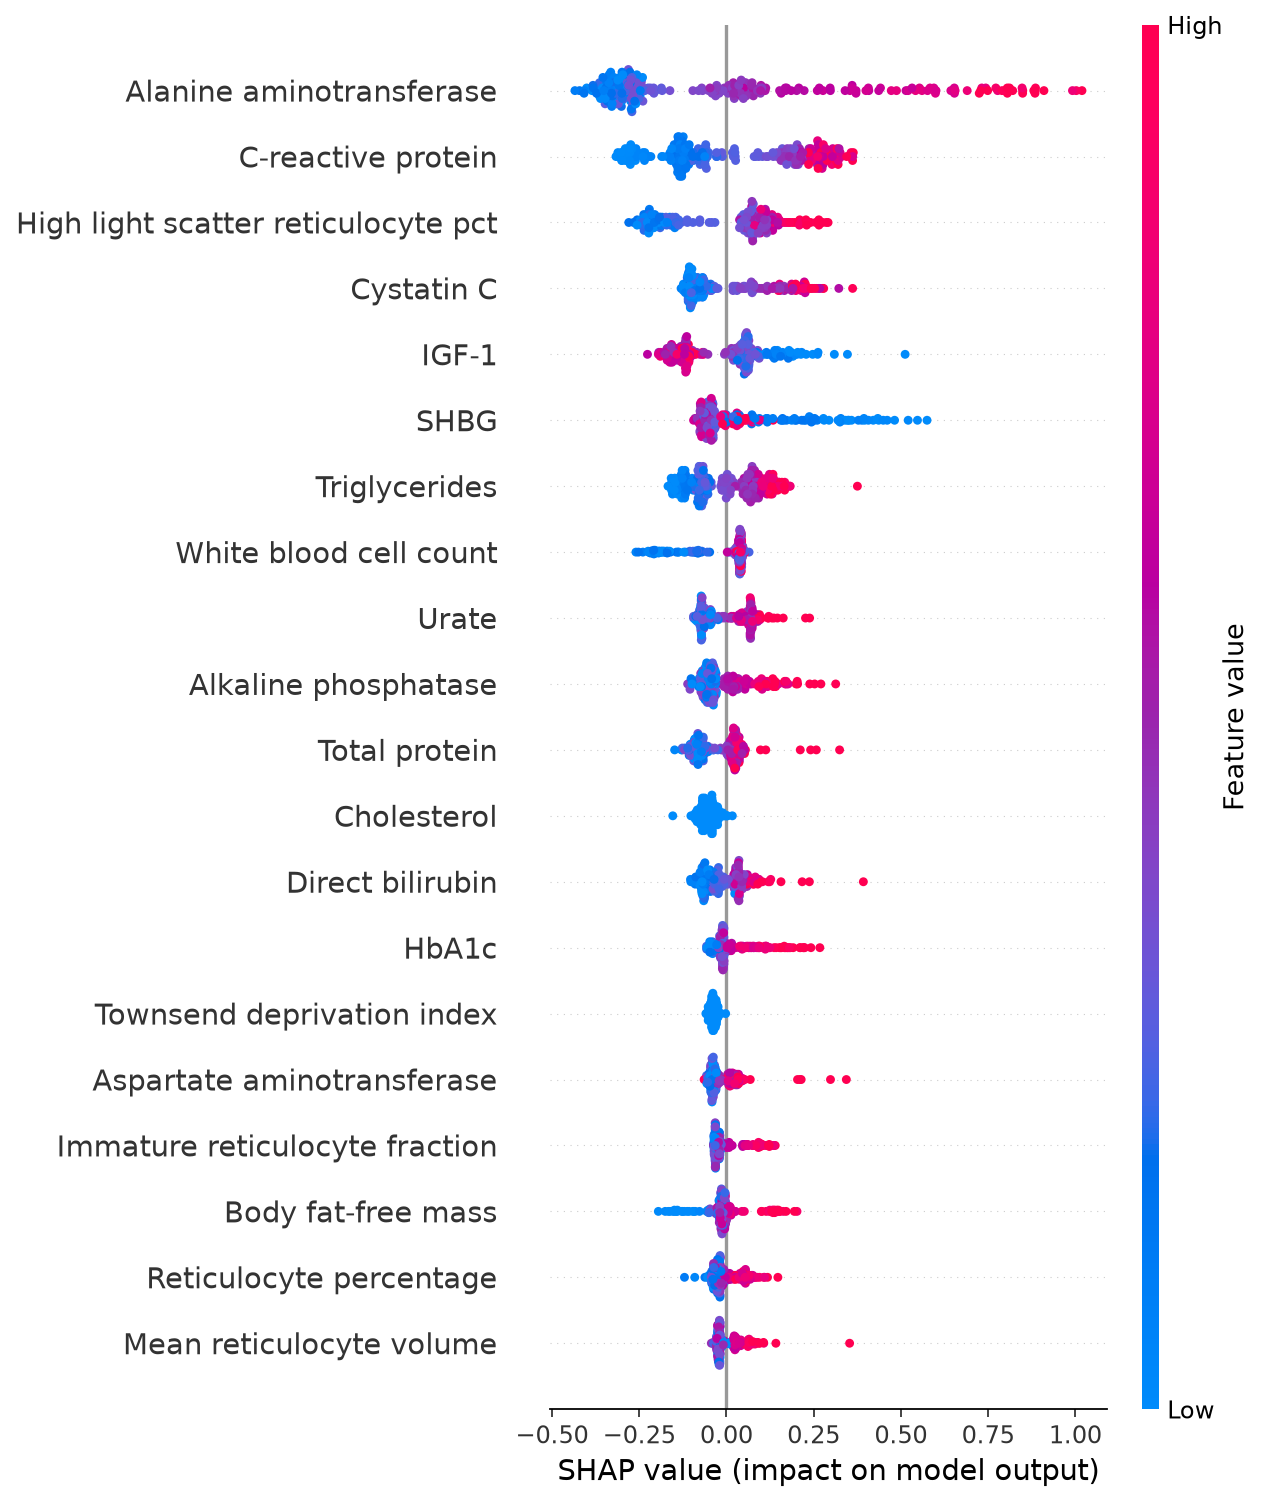 High
Alanine aminotransferase
C-reactive protein
High light scatter reticulocyte pct
Cystatin C
IGF-1
SHBG
Triglycerides
White blood cell count
Urate
Alkaline phosphatase
Total protein
Cholesterol
Direct bilirubin
HbA1c
Townsend deprivation index
Aspartate aminotransferase
Immature reticulocyte fraction
Body fat-free mass
Reticulocyte percentage
Mean reticulocyte volume
Feature value
Low
−0.50 −0.25 0.00 0.25 0.50 0.75 1.00
SHAP value (impact on model output)